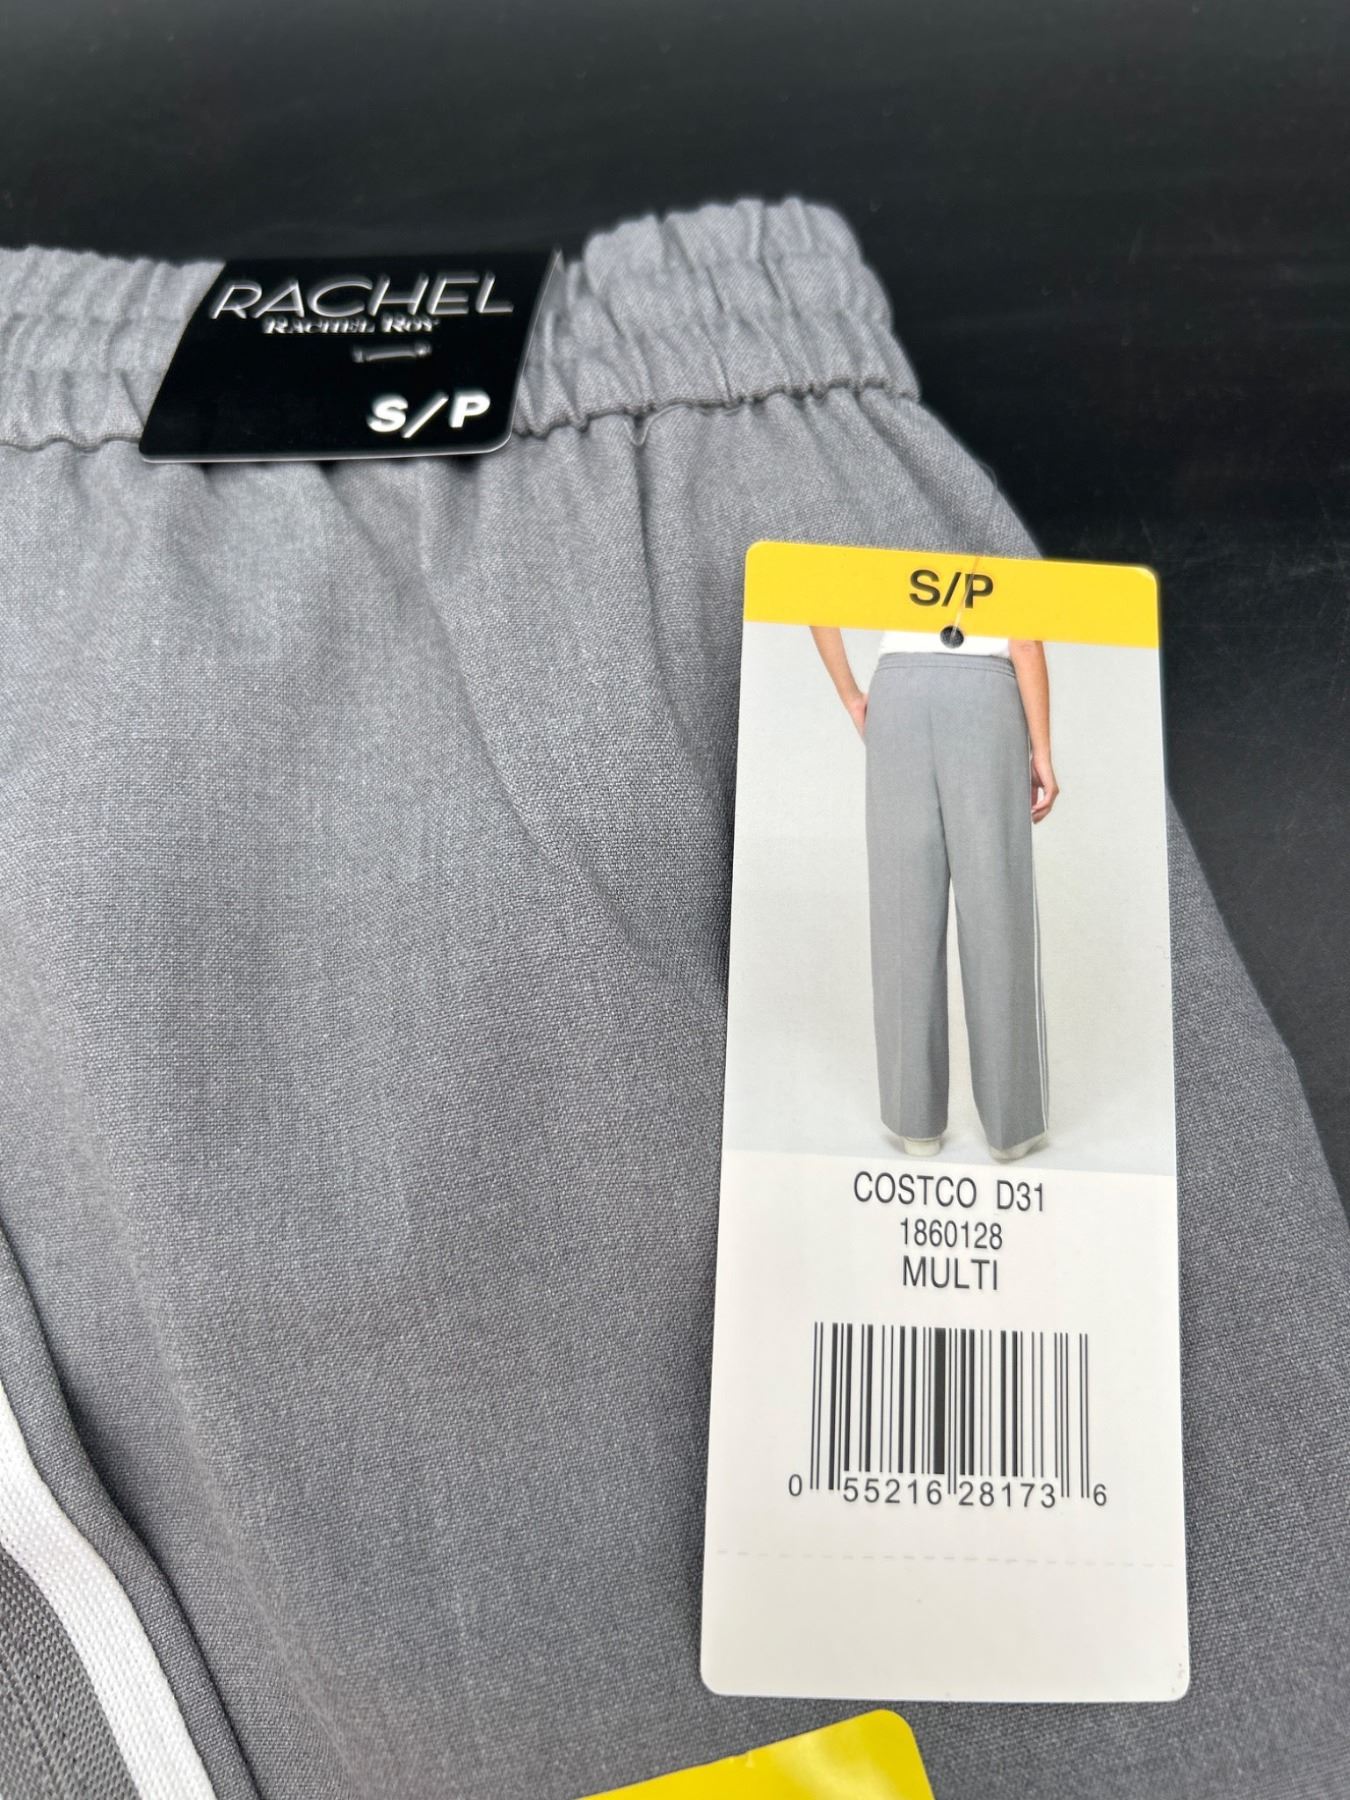 RACHEL
RACHEL ROY
S/P
S/P
COSTCO D31
1860128
MULTI
0 55216 28173 6